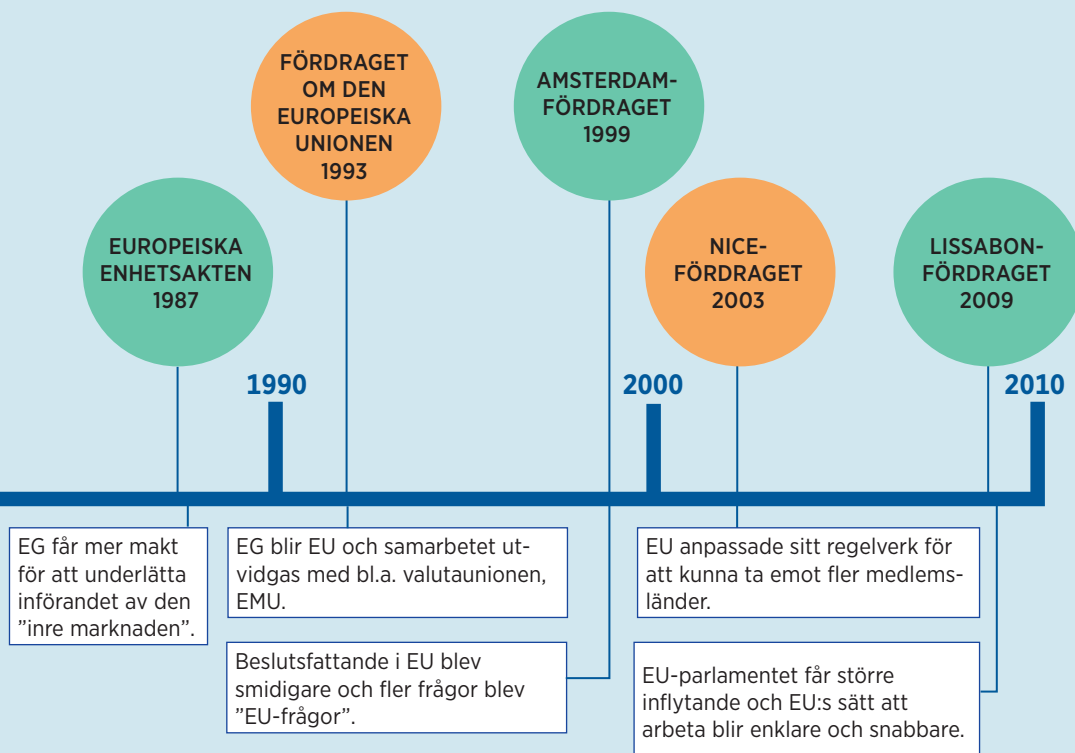 FÖRDRAGET
OM DEN
EUROPEISKA
UNIONEN
1993
AMSTERDAM-
FÖRDRAGET
1999
EUROPEISKA
ENHETSAKTEN
1987
NICE-
FÖRDRAGET
2003
LISSABON-
FÖRDRAGET
2009
1990
2000
2010
EG får mer makt
för att underlätta
införandet av den
”inre marknaden”.
EG blir EU och samarbetet ut-
vidgas med bl.a. valutaunionen,
EMU.
EU anpassade sitt regelverk för
att kunna ta emot fler medlems-
länder.
Beslutsfattande i EU blev
smidigare och fler frågor blev
”EU-frågor”.
EU-parlamentet får större
inflytande och EU:s sätt att
arbeta blir enklare och snabbare.